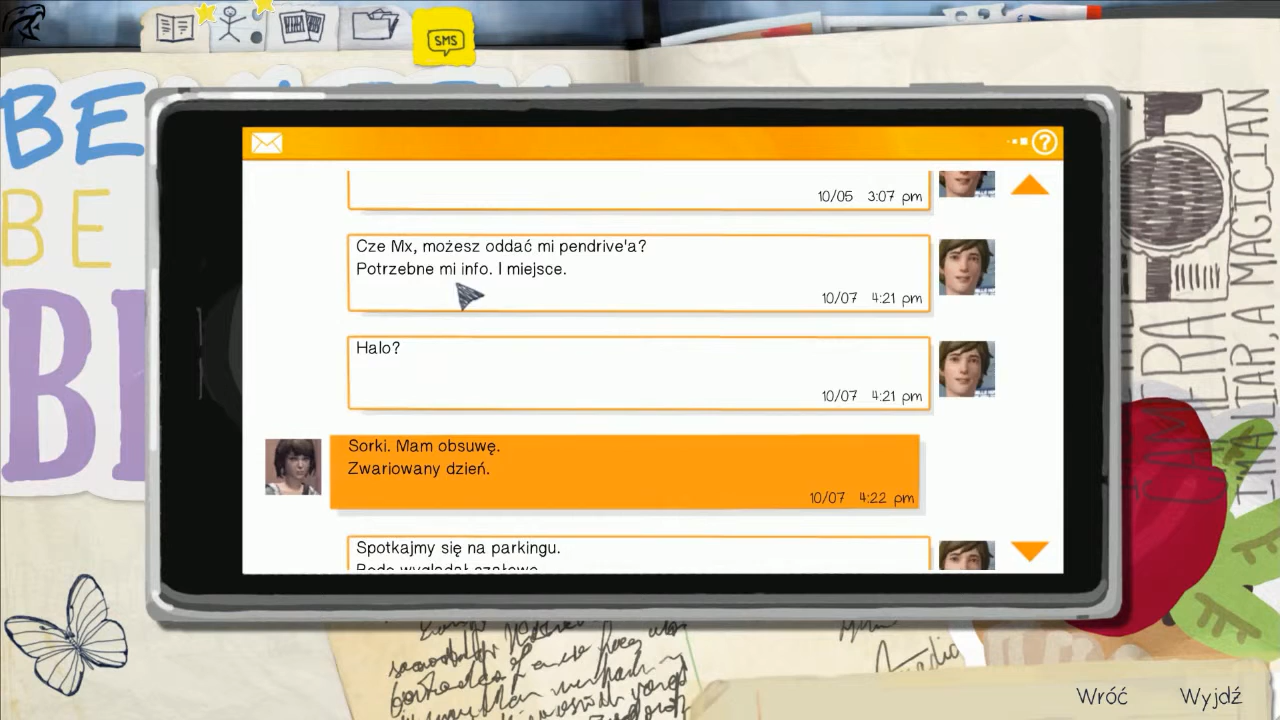 SMS
BE
BE
10/05 3:07 pm
Cze Mx, możesz oddać mi pendrive'a?
Potrzebne mi info. I miejsce.
10/07 4:21 pm
Halo?
10/07 4:21 pm
Sorki. Mam obsuwę.
Zwariowany dzień.
10/07 4:22 pm
Spotkajmy się na parkingu.
CAMERA
I'M A LIAR, A MAGICIAN
Wróć Wyjdź